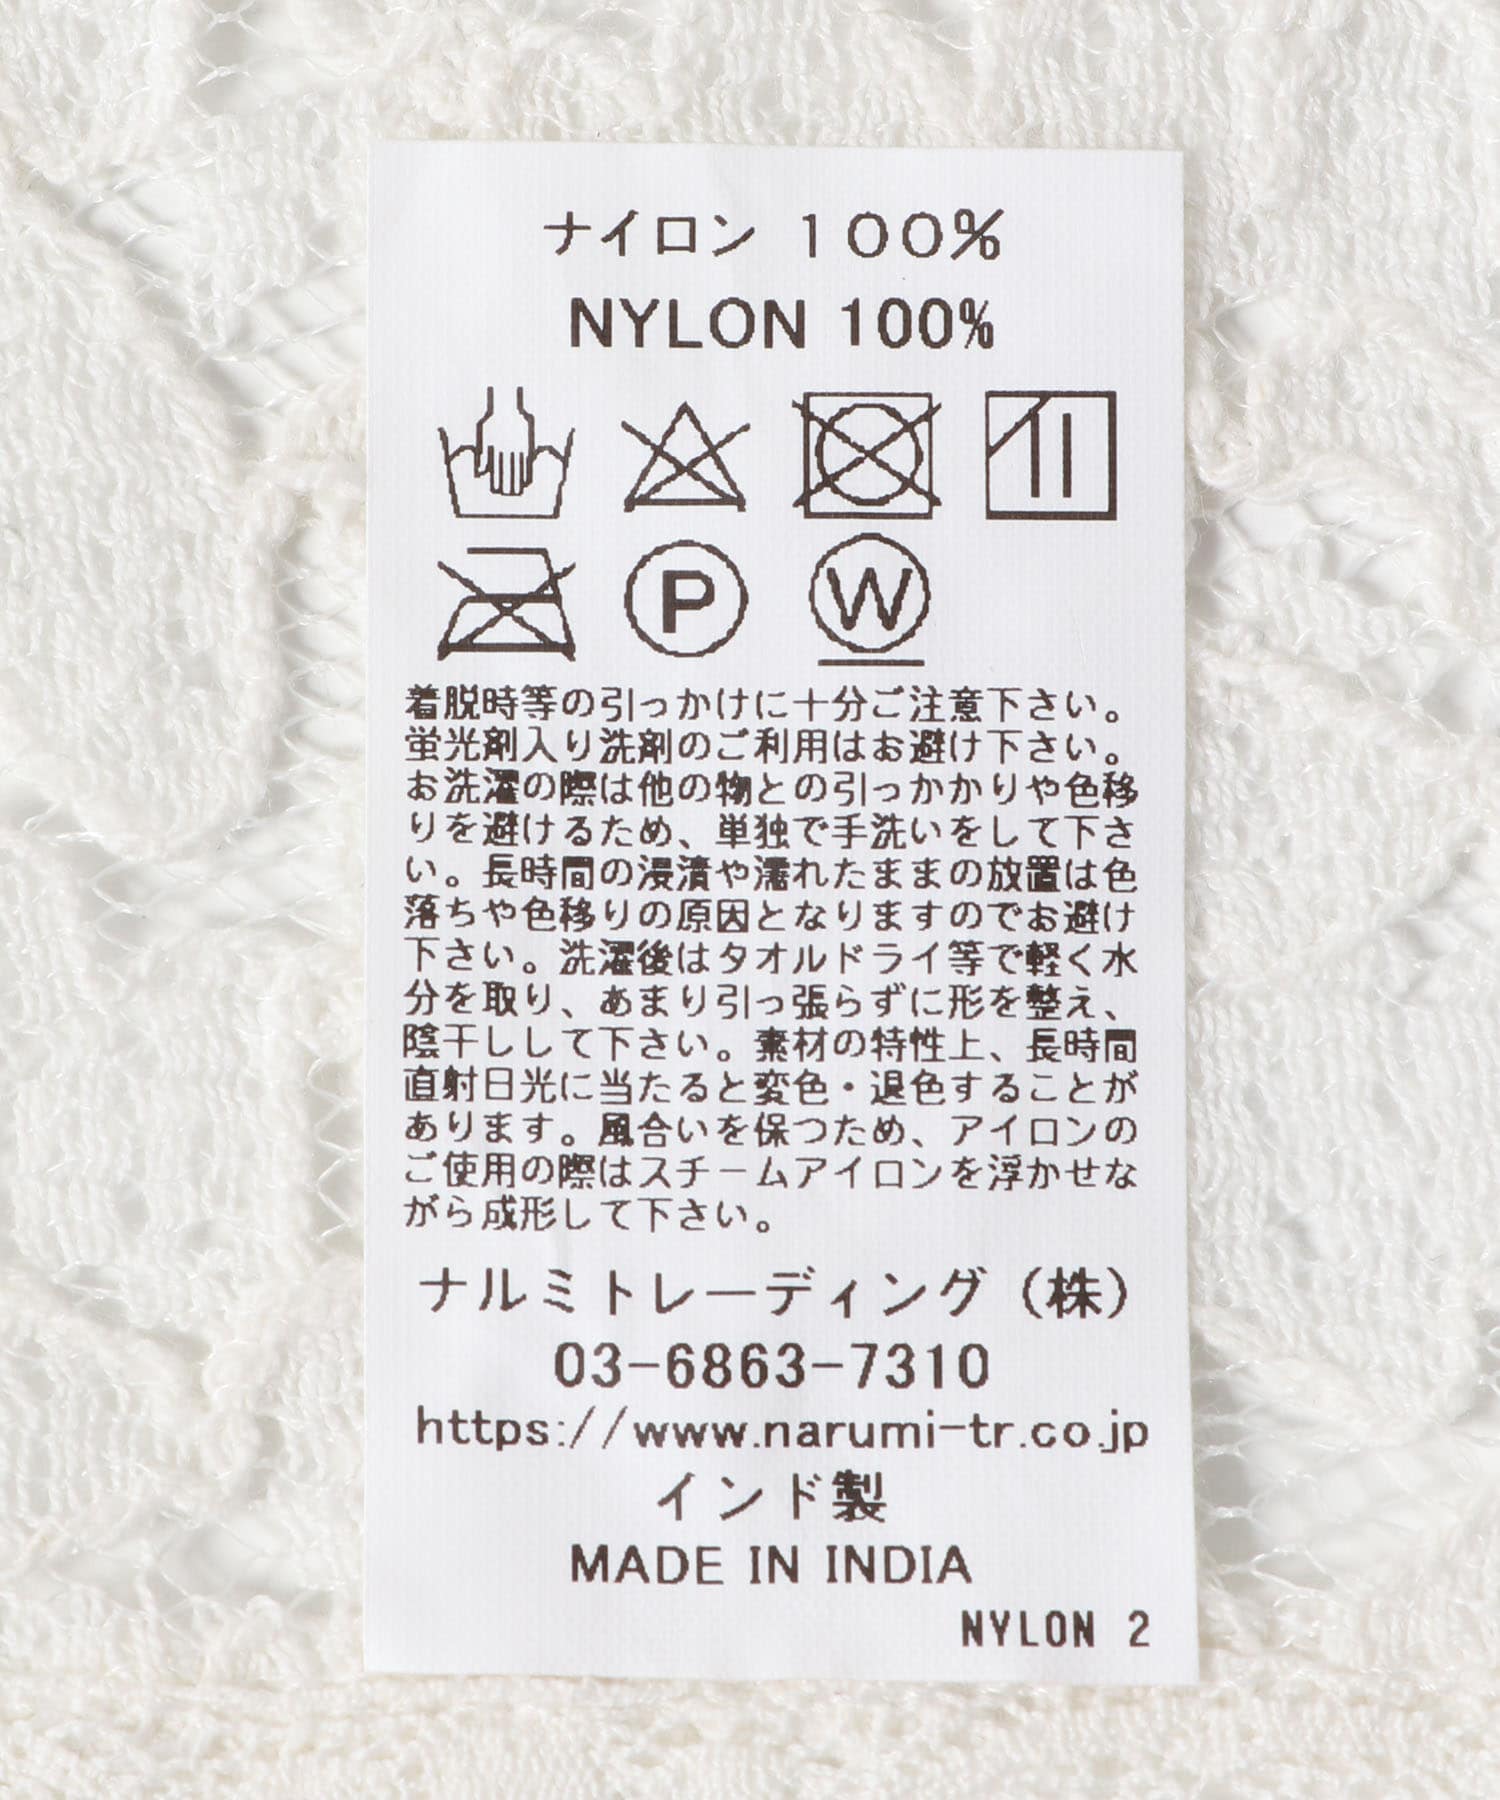 ナイロン 100%
NYLON 100%
P W
着脱時等の引っかけに十分ご注意下さい。
蛍光剤入り洗剤のご利用はお避け下さい。
お洗濯の際は他の物との引っかかりや色移
りを避けるため、単独で手洗いをして下さ
い。長時間の浸漬や濡れたままの放置は色
落ちや色移りの原因となりますのでお避け
下さい。洗濯後はタオルドライ等で軽く水
分を取り、あまり引っ張らずに形を整え、
陰干しして下さい。素材の特性上、長時間
直射日光に当たると変色・退色することが
あります。風合いを保つため、アイロンの
ご使用の際はスチームアイロンを浮かせな
がら成形して下さい。
ナルミトレーディング（株）
03-6863-7310
https://www.narumi-tr.co.jp
インド製
MADE IN INDIA
NYLON 2